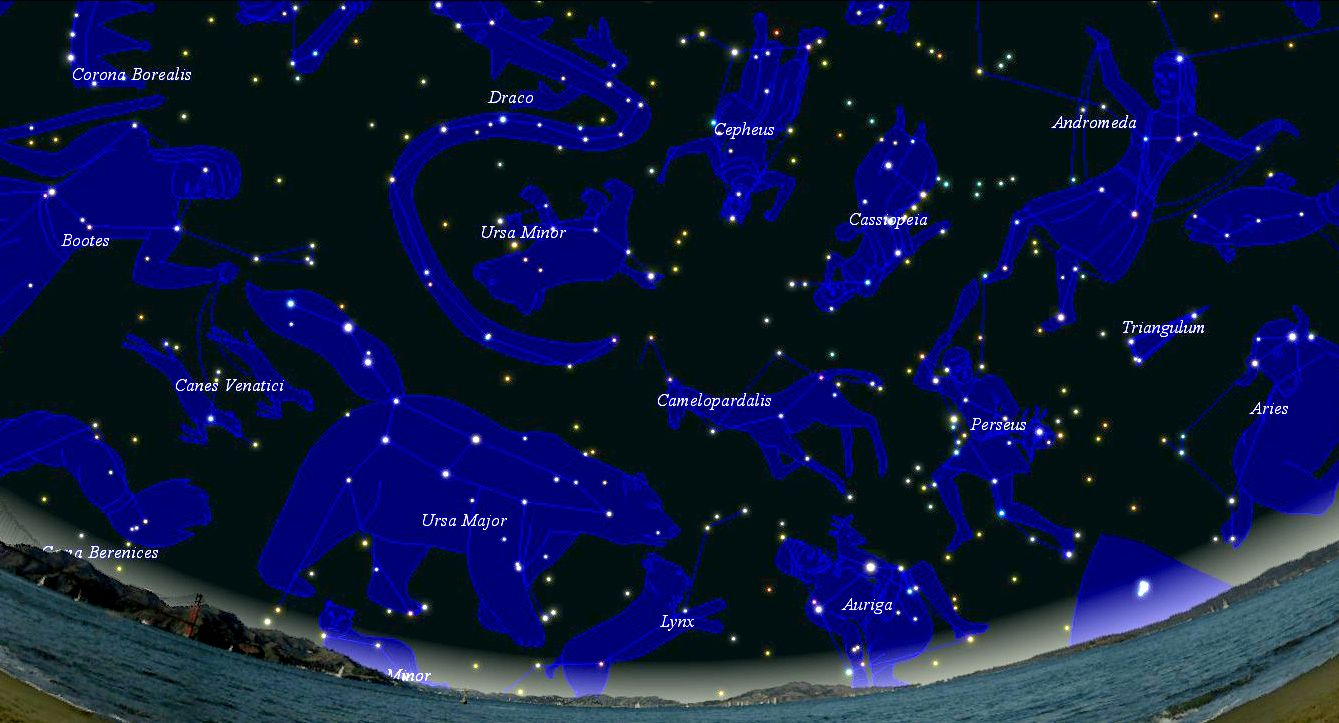 Corona Borealis
Draco
Cepheus
Andromeda
Bootes
Ursa Minor
Cassiopeia
Triangulum
Canes Venatici
Camelopardalis
Perseus
Aries
Ursa Major
Berenices
Auriga
Lynx
Minor